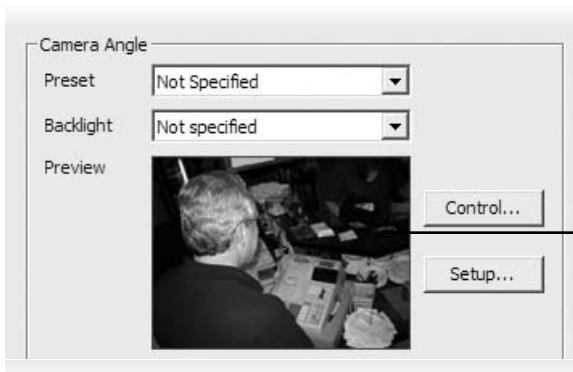 Camera Angle
Preset Not Specified
Backlight Not specified
Preview
Control...
Setup...